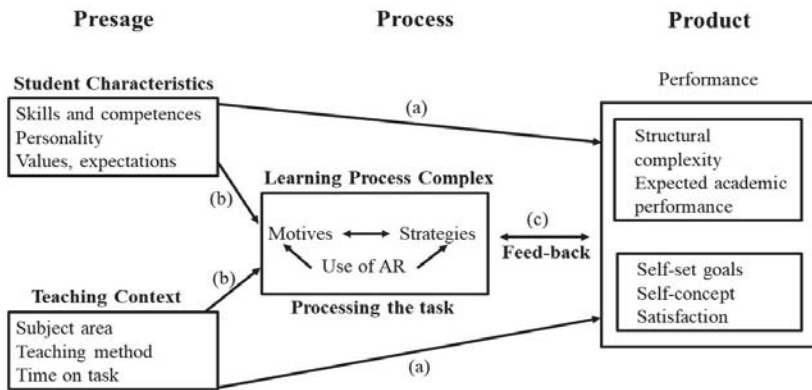 Presage
Process
Product
Student Characteristics
Skills and competences
Personality
Values, expectations
(a)
Performance
Structural
complexity
Expected academic
performance
(b)
Learning Process Complex
Motives
Strategies
Use of AR
Processing the task
(c)
Feed-back
(b)
Self-set goals
Self-concept
Satisfaction
Teaching Context
Subject area
Teaching method
Time on task
(a)